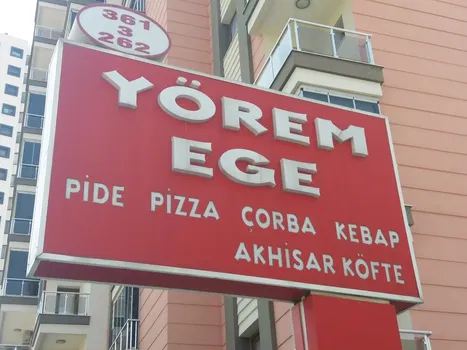 361
3
262
YÖREM
EGE
PİDE PİZZA ÇORBA KEBAP
AKHİSAR KÖFTE